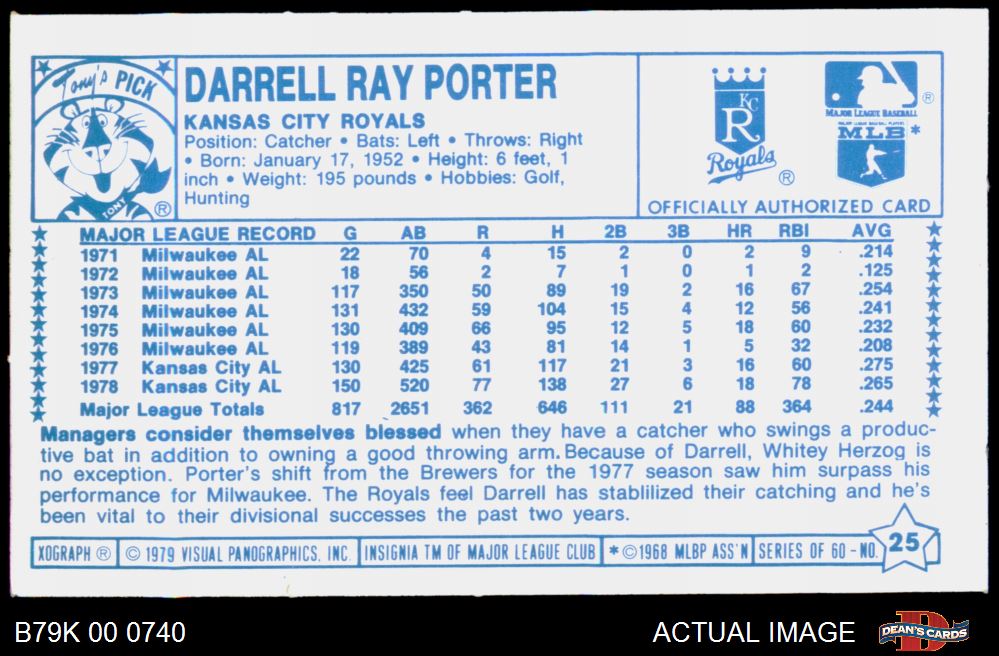 Tony's PICK
TONY
®
DARRELL RAY PORTER
KANSAS CITY ROYALS
Position: Catcher • Bats: Left • Throws: Right
• Born: January 17, 1952 • Height: 6 feet, 1
inch • Weight: 195 pounds • Hobbies: Golf,
Hunting
KC
R
Royals ®
®
MAJOR LEAGUE BASEBALL
MAJOR LEAGUE BASEBALL PLAYERS
MLB *
OFFICIALLY AUTHORIZED CARD
MAJOR LEAGUE RECORD G AB R H 2B 3B HR RBI AVG
1971 Milwaukee AL 22 70 4 15 2 0 2 9 .214
1972 Milwaukee AL 18 56 2 7 1 0 1 2 .125
1973 Milwaukee AL 117 350 50 89 19 2 16 67 .254
1974 Milwaukee AL 131 432 59 104 15 4 12 56 .241
1975 Milwaukee AL 130 409 66 95 12 5 18 60 .232
1976 Milwaukee AL 119 389 43 81 14 1 5 32 .208
1977 Kansas City AL 130 425 61 117 21 3 16 60 .275
1978 Kansas City AL 150 520 77 138 27 6 18 78 .265
Major League Totals 817 2651 362 646 111 21 88 364 .244
Managers consider themselves blessed when they have a catcher who swings a produc-
tive bat in addition to owning a good throwing arm. Because of Darrell, Whitey Herzog is
no exception. Porter's shift from the Brewers for the 1977 season saw him surpass his
performance for Milwaukee. The Royals feel Darrell has stablilized their catching and he's
been vital to their divisional successes the past two years.
XOGRAPH ® © 1979 VISUAL PANOGRAPHICS, INC. INSIGNIA TM OF MAJOR LEAGUE CLUB * © 1968 MLBP ASS'N SERIES OF 60 - NO. 25
B79K 00 0740
ACTUAL IMAGE
D
DEAN'S CARDS